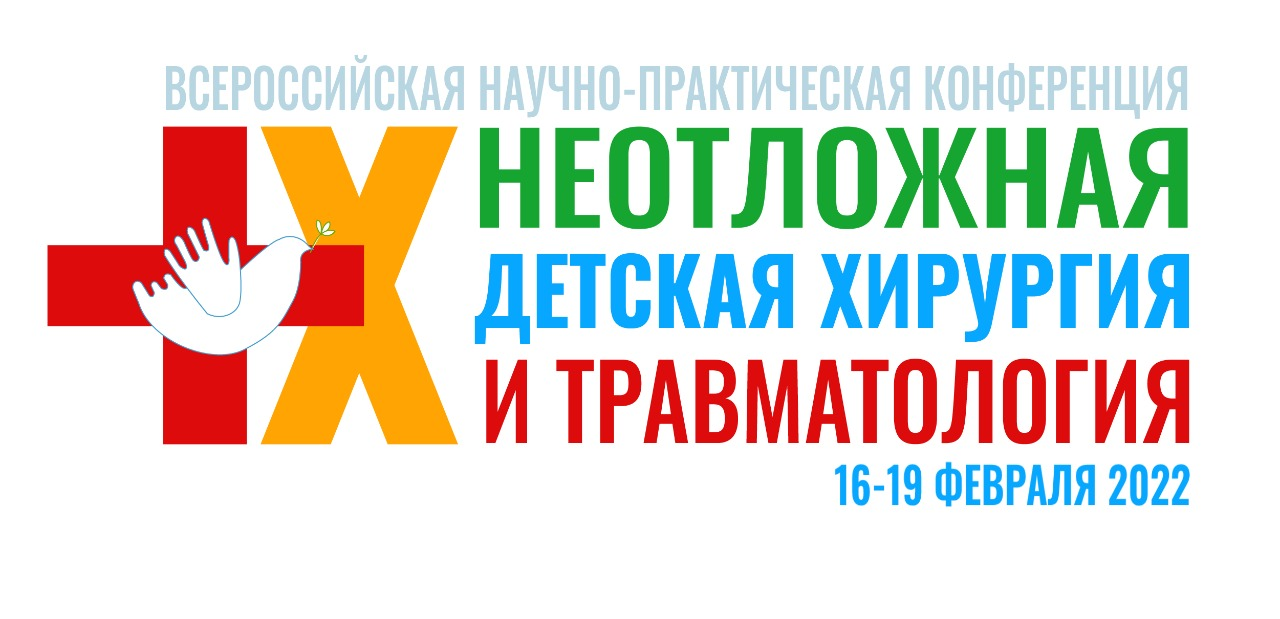 ВСЕРОССИЙСКАЯ НАУЧНО-ПРАКТИЧЕСКАЯ КОНФЕРЕНЦИЯ
IX
НЕОТЛОЖНАЯ
ДЕТСКАЯ ХИРУРГИЯ
И ТРАВМАТОЛОГИЯ
16-19 ФЕВРАЛЯ 2022